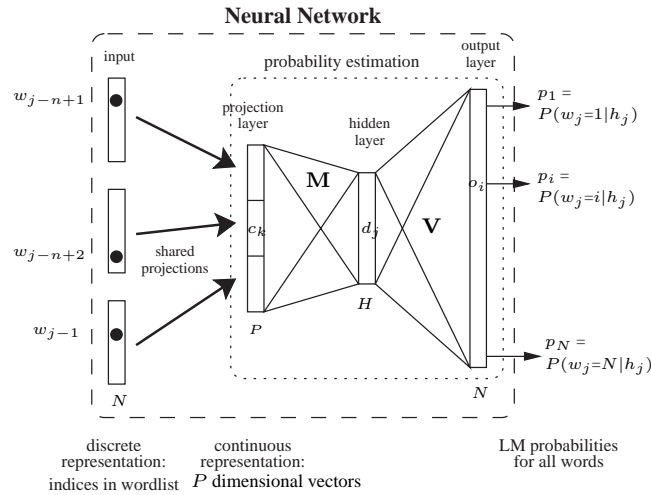 Neural Network
input
probability estimation
output
layer
projection
layer
hidden
layer
w_{j−n+1}
w_{j−n+2}
w_{j−1}
shared
projections
M
V
c_k
d_j
o_i
P
H
N
N
p_1 =
P(w_j=1|h_j)
p_i =
P(w_j=i|h_j)
p_N =
P(w_j=N|h_j)
discrete
representation:
indices in wordlist
continuous
representation:
P dimensional vectors
LM probabilities
for all words